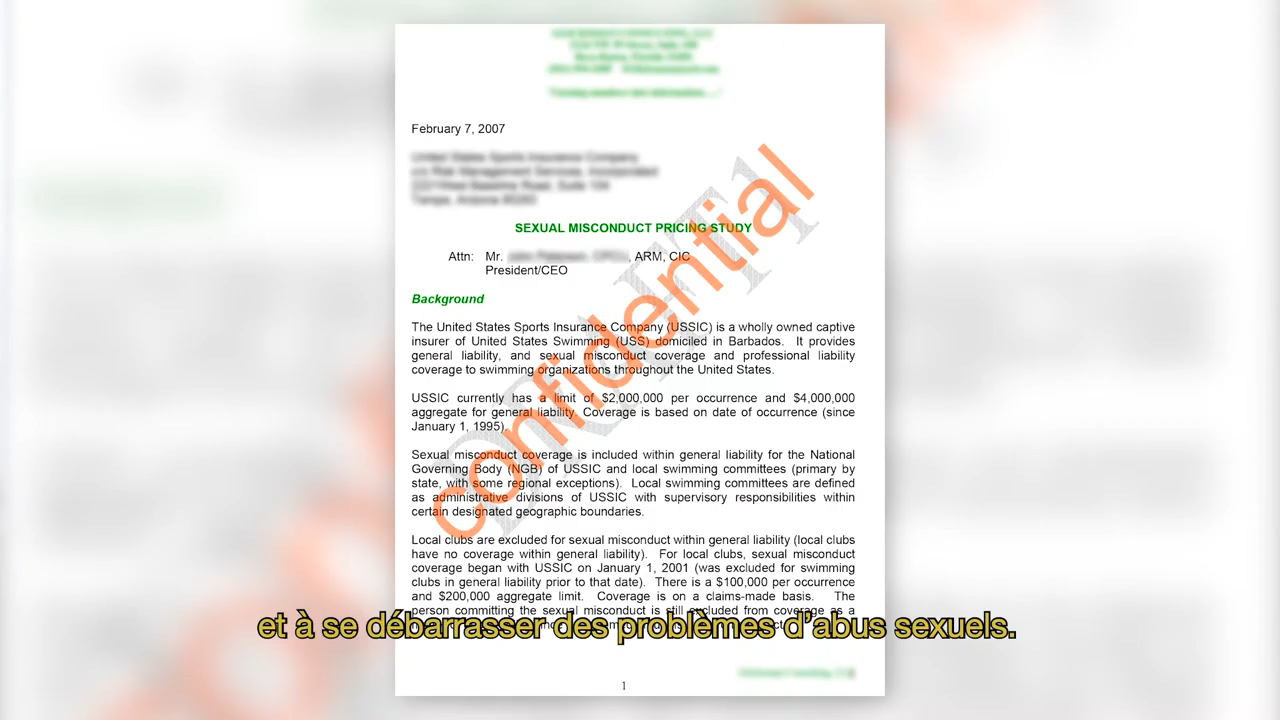 February 7, 2007
SEXUAL MISCONDUCT PRICING STUDY
Attn: Mr. , ARM, CIC
President/CEO
Background
The United States Sports Insurance Company (USSIC) is a wholly owned captive
insurer of United States Swimming (USS) domiciled in Barbados. It provides
general liability, and sexual misconduct coverage and professional liability
coverage to swimming organizations throughout the United States.
USSIC currently has a limit of $2,000,000 per occurrence and $4,000,000
aggregate for general liability. Coverage is based on date of occurrence (since
January 1, 1995).
Sexual misconduct coverage is included within general liability for the National
Governing Body (NGB) of USSIC and local swimming committees (primary by
state, with some regional exceptions). Local swimming committees are defined
as administrative divisions of USSIC with supervisory responsibilities within
certain designated geographic boundaries.
Local clubs are excluded for sexual misconduct within general liability (local clubs
have no coverage within general liability). For local clubs, sexual misconduct
coverage began with USSIC on January 1, 2001 (was excluded for swimming
clubs in general liability prior to that date). There is a $100,000 per occurrence
and $200,000 aggregate limit. Coverage is on a claims-made basis. The
person committing the sexual misconduct is still excluded from coverage as a
et à se débarrasser des problèmes d'abus sexuels.
1
confidential
DRAFT